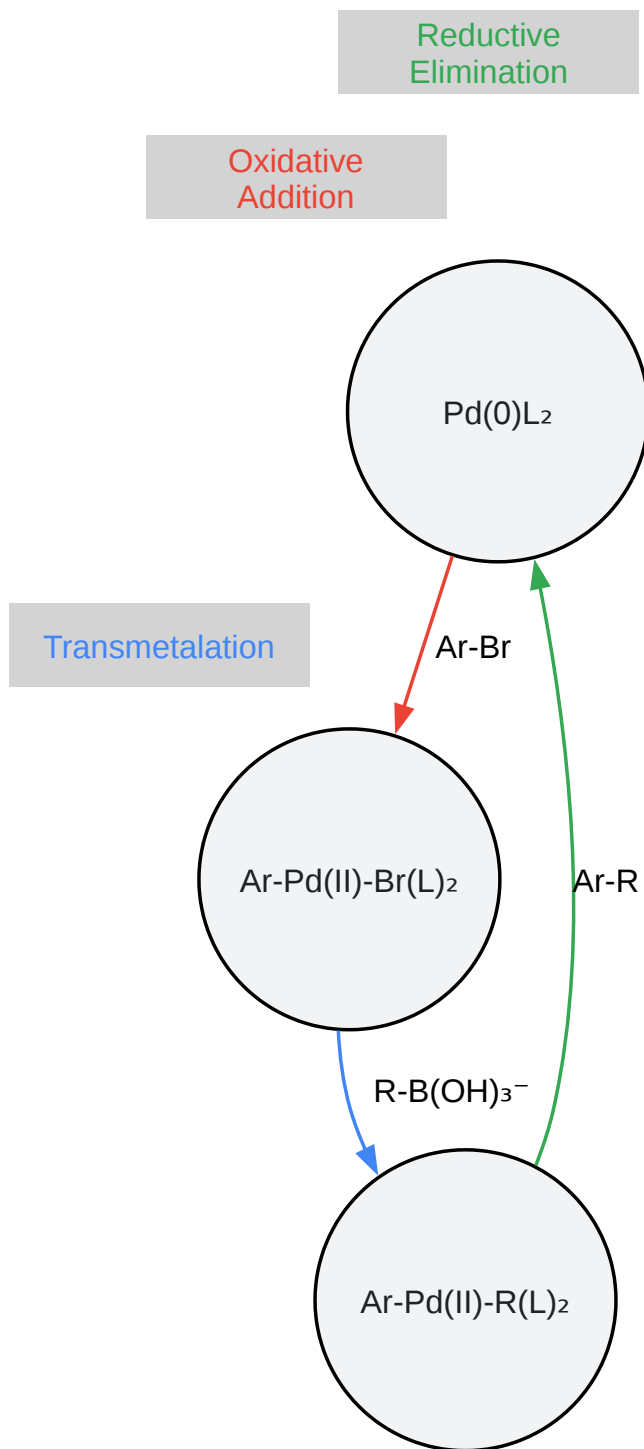 Reductive
Elimination
Oxidative
Addition
Pd(0)L₂
Transmetalation
Ar-Br
Ar-Pd(II)-Br(L)₂
Ar-R
R-B(OH)₃⁻
Ar-Pd(II)-R(L)₂